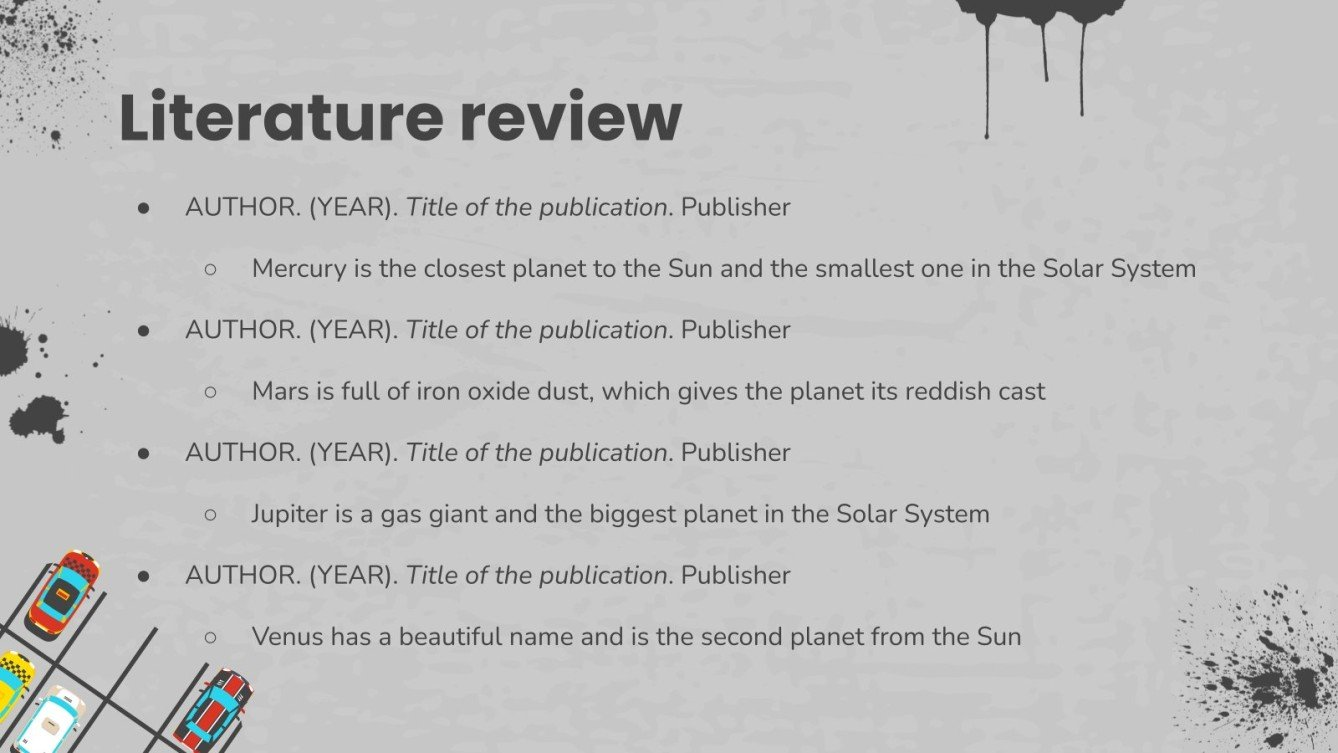 Literature review
● AUTHOR. (YEAR). Title of the publication. Publisher
○ Mercury is the closest planet to the Sun and the smallest one in the Solar System
● AUTHOR. (YEAR). Title of the publication. Publisher
○ Mars is full of iron oxide dust, which gives the planet its reddish cast
● AUTHOR. (YEAR). Title of the publication. Publisher
○ Jupiter is a gas giant and the biggest planet in the Solar System
● AUTHOR. (YEAR). Title of the publication. Publisher
○ Venus has a beautiful name and is the second planet from the Sun